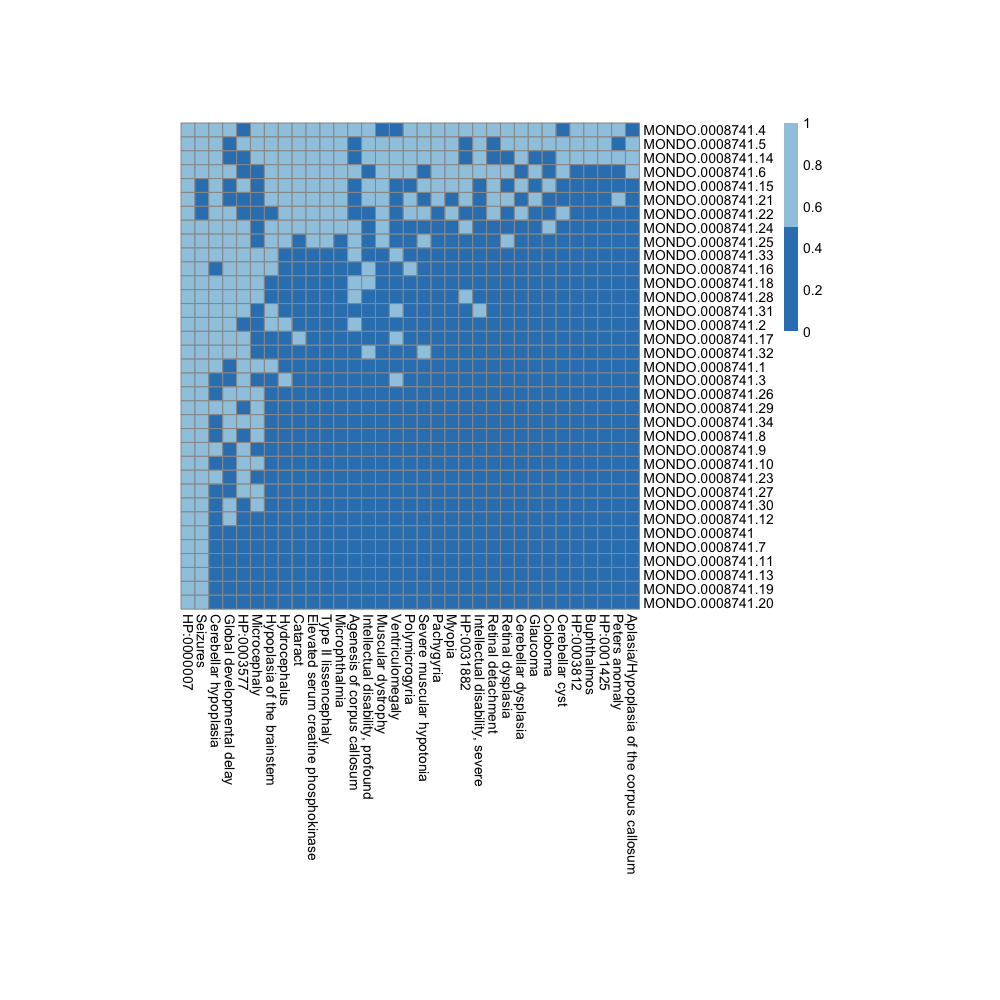 MONDO.0008741.4
MONDO.0008741.5
MONDO.0008741.14
MONDO.0008741.6
MONDO.0008741.15
MONDO.0008741.21
MONDO.0008741.22
MONDO.0008741.24
MONDO.0008741.25
MONDO.0008741.33
MONDO.0008741.16
MONDO.0008741.18
MONDO.0008741.28
MONDO.0008741.31
MONDO.0008741.2
MONDO.0008741.17
MONDO.0008741.32
MONDO.0008741.1
MONDO.0008741.3
MONDO.0008741.26
MONDO.0008741.29
MONDO.0008741.34
MONDO.0008741.8
MONDO.0008741.9
MONDO.0008741.10
MONDO.0008741.23
MONDO.0008741.27
MONDO.0008741.30
MONDO.0008741.12
MONDO.0008741
MONDO.0008741.7
MONDO.0008741.11
MONDO.0008741.13
MONDO.0008741.19
MONDO.0008741.20
1
0.8
0.6
0.4
0.2
0
HP:0000007
Seizures
Cerebellar hypoplasia
Global developmental delay
HP:0003577
Microcephaly
Hypoplasia of the brainstem
Hydrocephalus
Cataract
Elevated serum creatine phosphokinase
Type II lissencephaly
Microphthalmia
Agenesis of corpus callosum
Intellectual disability, profound
Muscular dystrophy
Ventriculomegaly
Polymicrogyria
Severe muscular hypotonia
Pachygyria
Myopia
HP:0031882
Intellectual disability, severe
Retinal detachment
Retinal dysplasia
Cerebellar dysplasia
Glaucoma
Coloboma
Cerebellar cyst
HP:0003812
Buphthalmos
HP:0001425
Peters anomaly
Aplasia/Hypoplasia of the corpus callosum